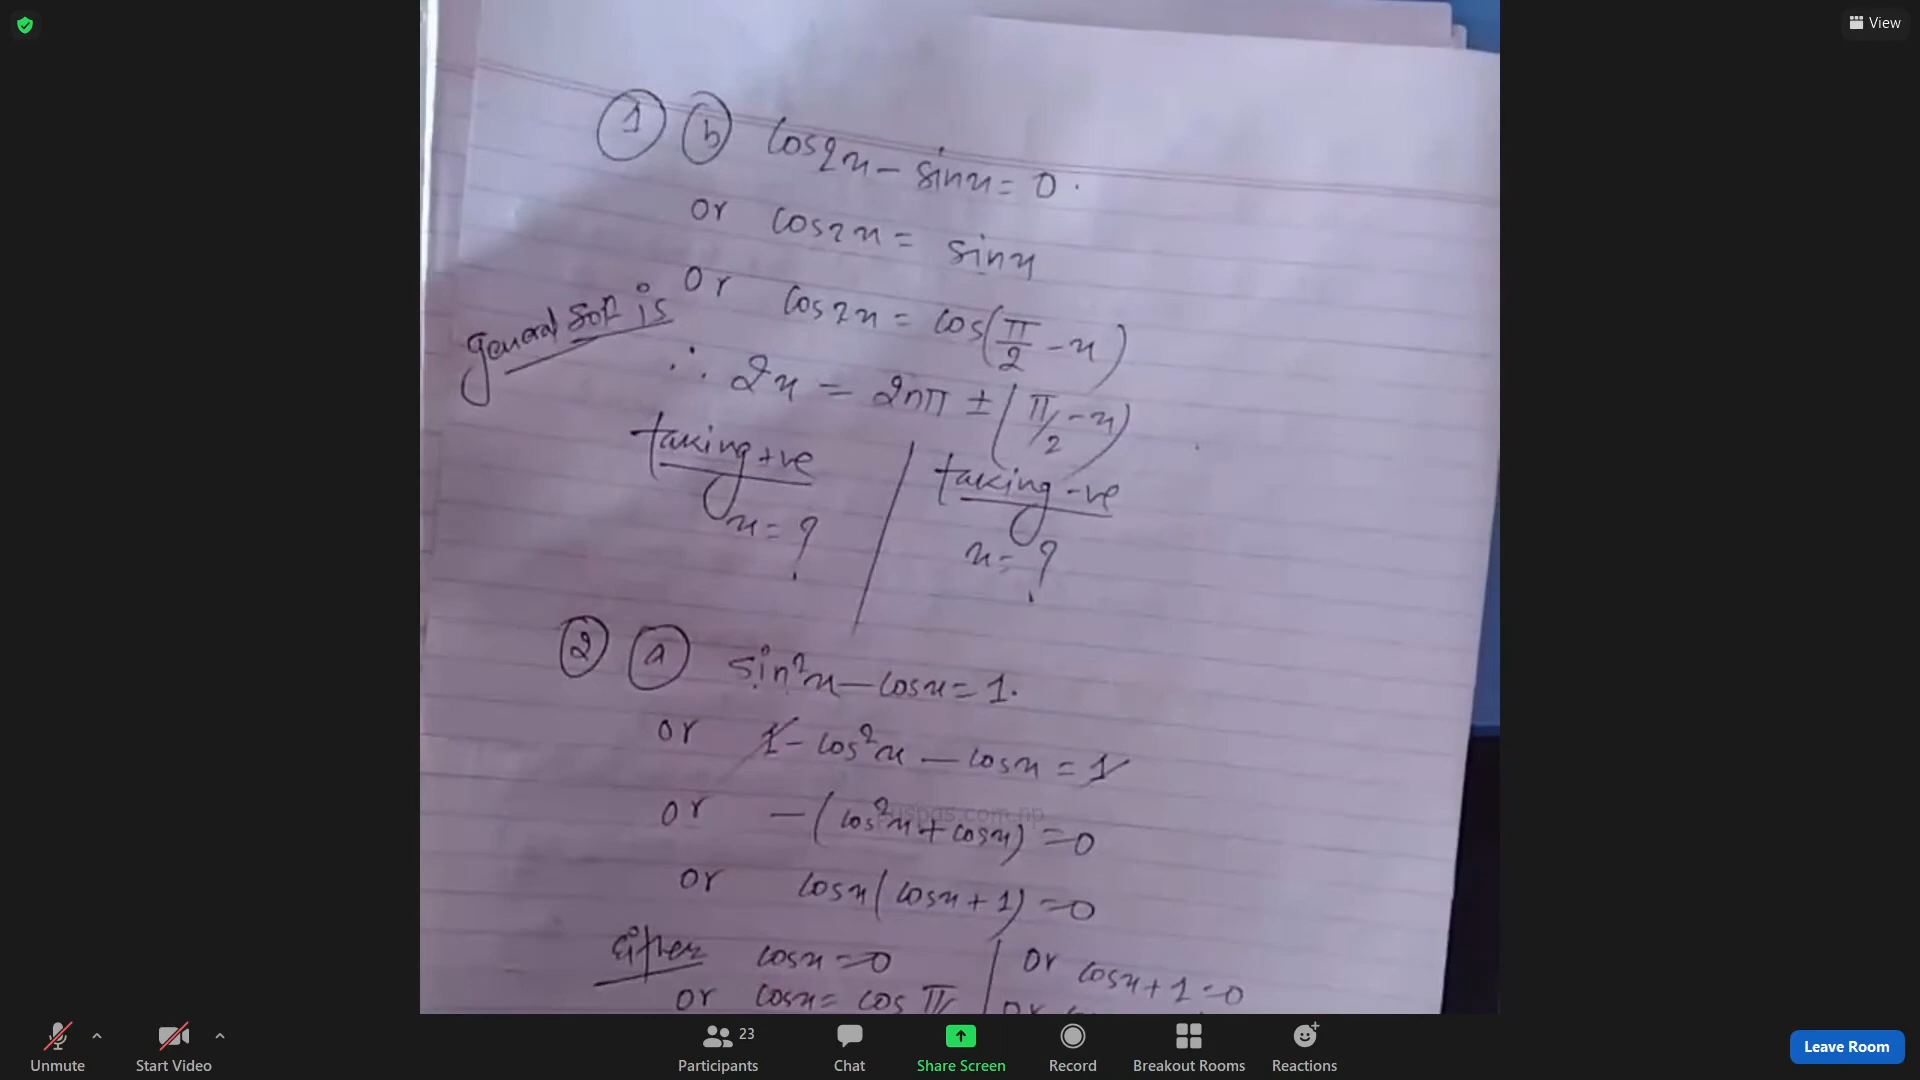 View
1 b cos2x - sinx = 0.
or cos2x = sinx
or cos2x = cos(π/2 - x)
general solⁿ is
∴ 2x = 2nπ ± (π/2 - x)
taking +ve
x = ?
taking -ve
x = ?
2 a sin²x - cosx = 1.
or 1 - cos²x - cosx = 1
or -(cos²x + cosx) = 0
or cosx(cosx + 1) = 0
either cosx = 0
or cosx = cos π/
or cosx + 1 = 0
or
Unmute
Start Video
Participants 23
Chat
Share Screen
Record
Breakout Rooms
Reactions
Leave Room